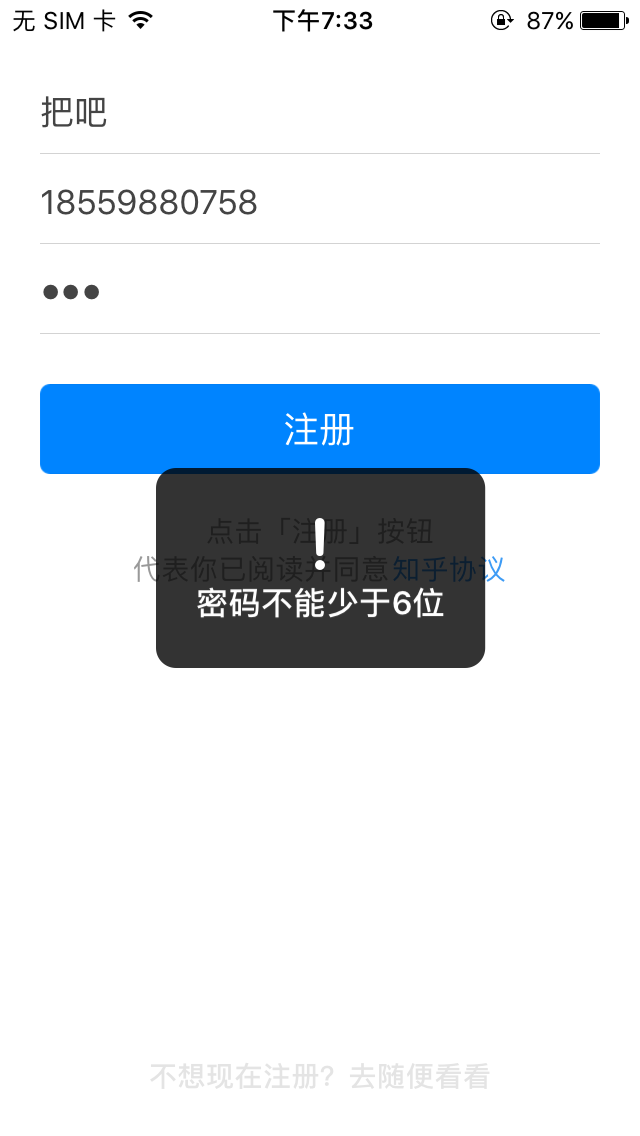 无 SIM 卡 下午7:33 87%
把吧
18559880758
•••
注册
点击「注册」按钮
代表你已阅读并同意知乎协议
密码不能少于6位
不想现在注册？去随便看看